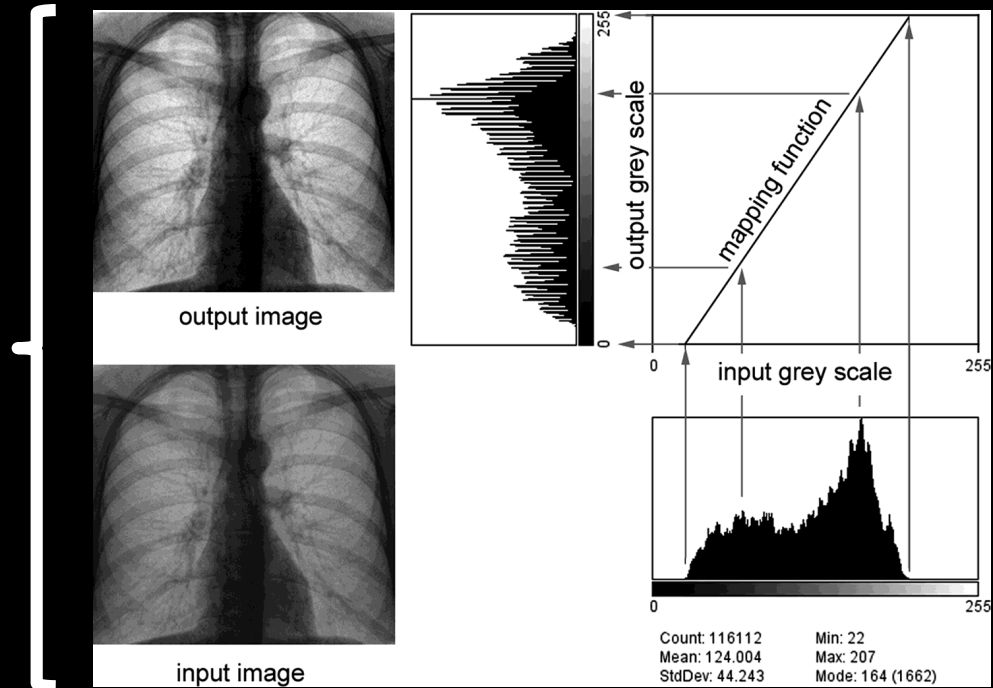 255
output grey scale
0
mapping function
output image
0
255
input grey scale
0
255
Count: 116112
Min: 22
Mean: 124.004
Max: 207
StdDev: 44.243
Mode: 164 (1662)
input image